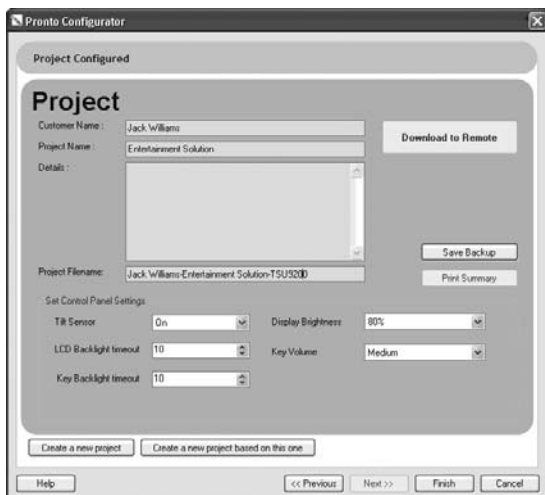 Pronto Configurator
Project Configured
Project
Customer Name :
Jack Williams
Download to Remote
Project Name :
Entertainment Solution
Details :
Save Backup
Project Filename:
Jack Williams-Entertainment Solution-TSU9200
Print Summary
Set Control Panel Settings
Tilt Sensor
On
Display Brightness
80%
LCD Backlight timeout
10
Key Volume
Medium
Key Backlight timeout
10
Create a new project
Create a new project based on this one
Help
<< Previous
Next >>
Finish
Cancel